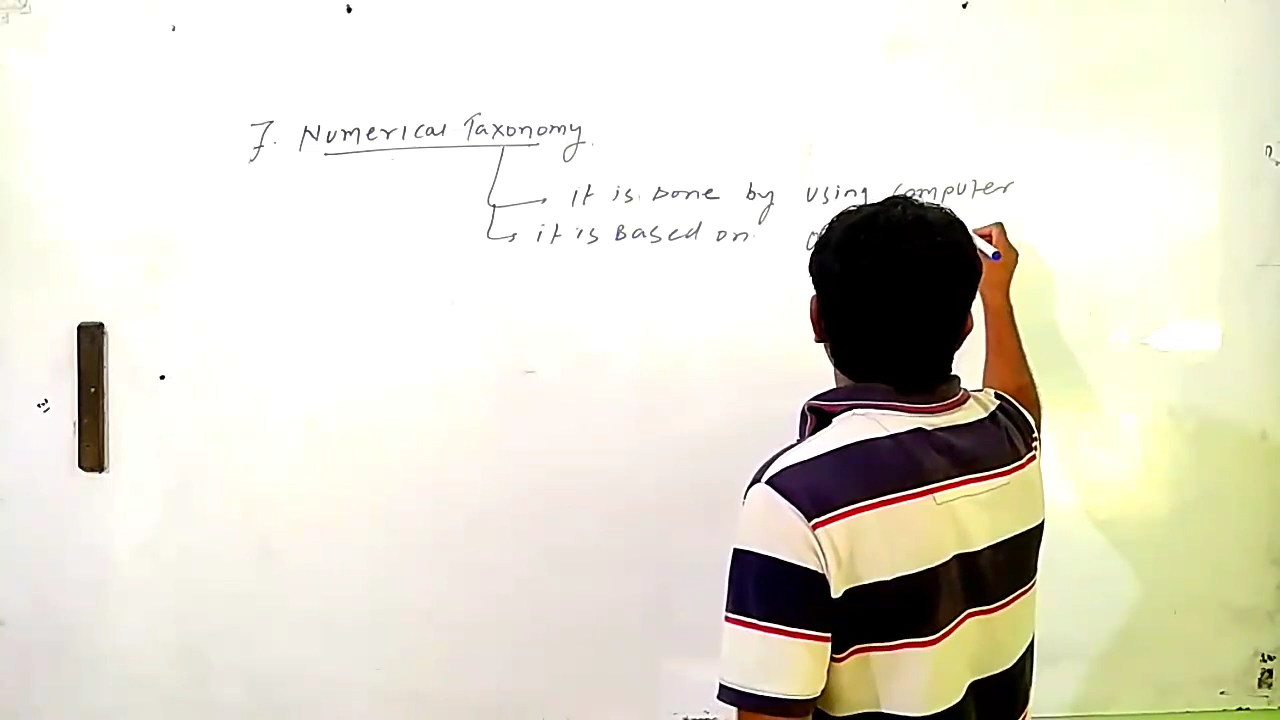 7. Numerical Taxonomy
it is Done by using computer
it is Based on